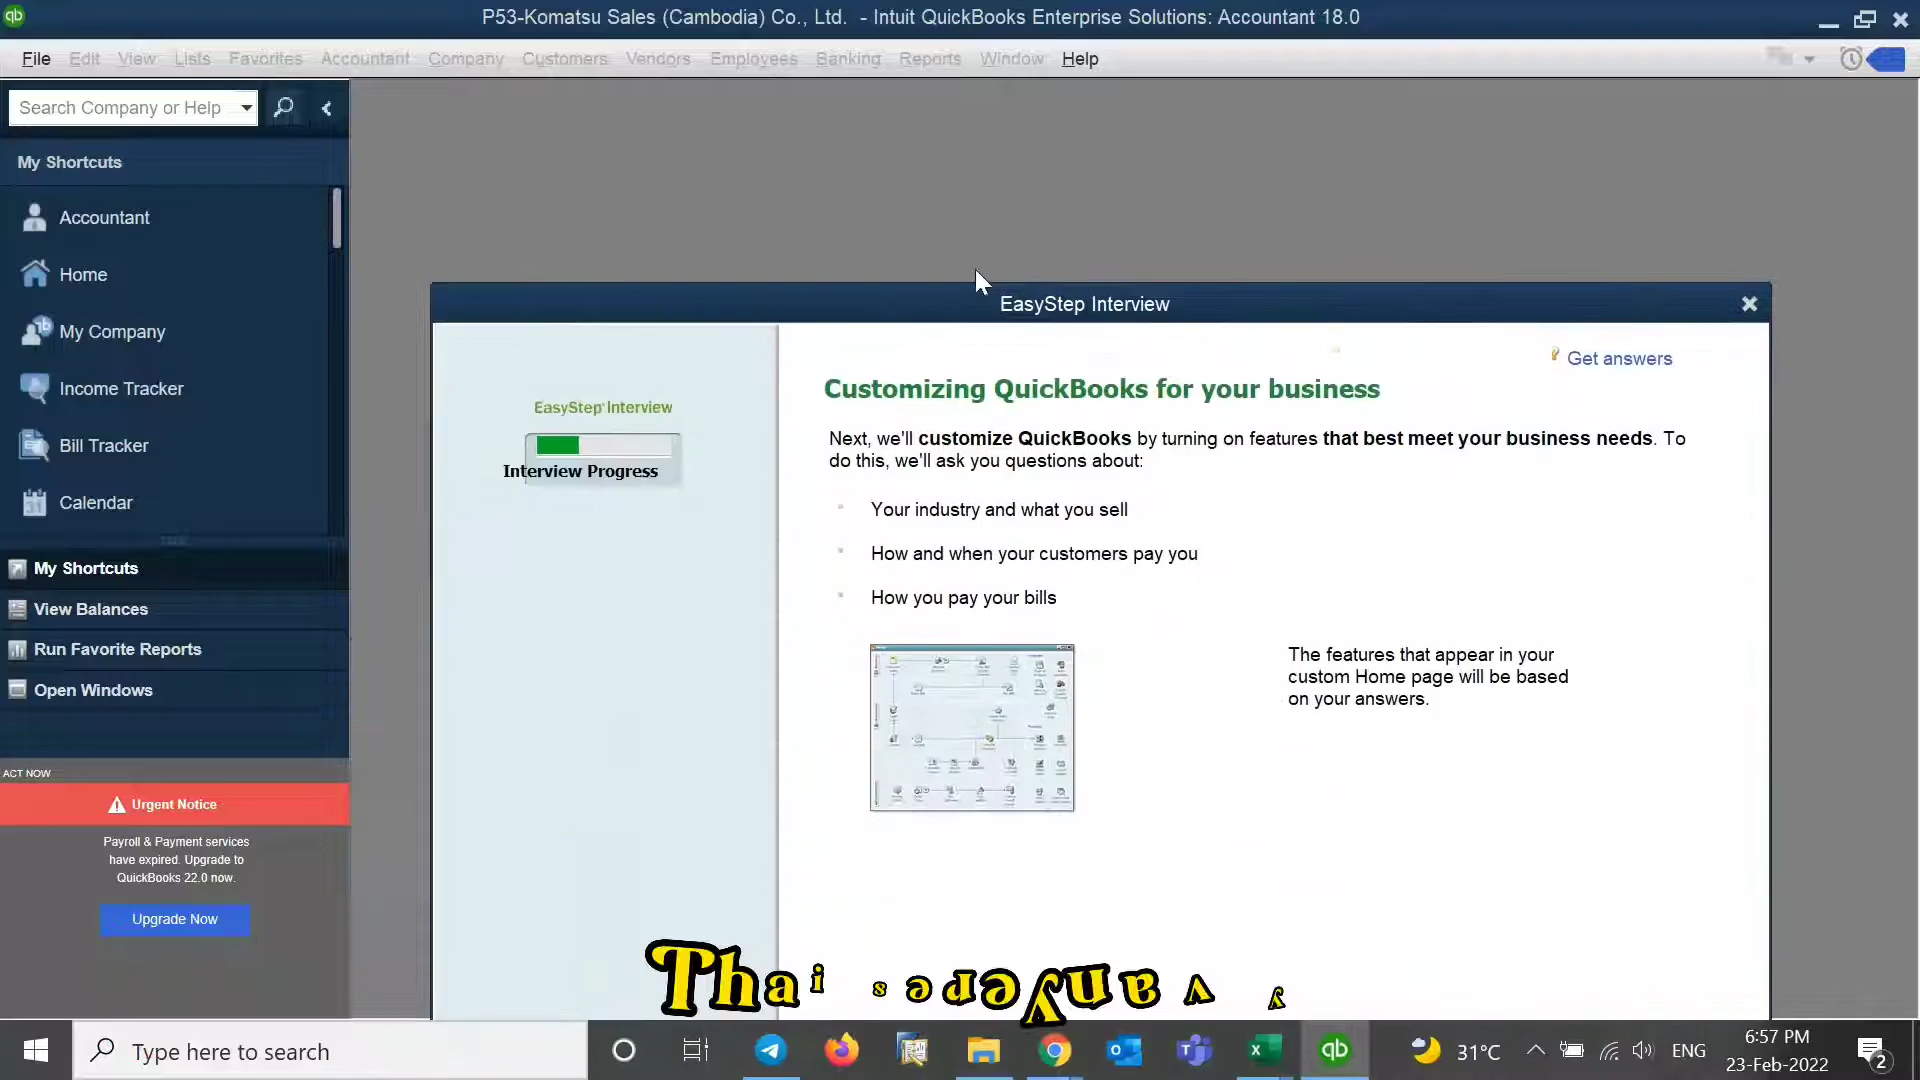 P53-Komatsu Sales (Cambodia) Co., Ltd. - Intuit QuickBooks Enterprise Solutions: Accountant 18.0
File Edit View Lists Favorites Accountant Company Customers Vendors Employees Banking Reports Window Help
Search Company or Help
My Shortcuts
Accountant
Home
My Company
Income Tracker
Bill Tracker
Calendar
My Shortcuts
View Balances
Run Favorite Reports
Open Windows
ACT NOW
Urgent Notice
Payroll & Payment services
have expired. Upgrade to
QuickBooks 22.0 now.
Upgrade Now
EasyStep Interview
EasyStep Interview
Interview Progress
Get answers
Customizing QuickBooks for your business
Next, we'll customize QuickBooks by turning on features that best meet your business needs. To
do this, we'll ask you questions about:
Your industry and what you sell
How and when your customers pay you
How you pay your bills
The features that appear in your
custom Home page will be based
on your answers.
Type here to search
31°C
ENG
6:57 PM
23-Feb-2022
2